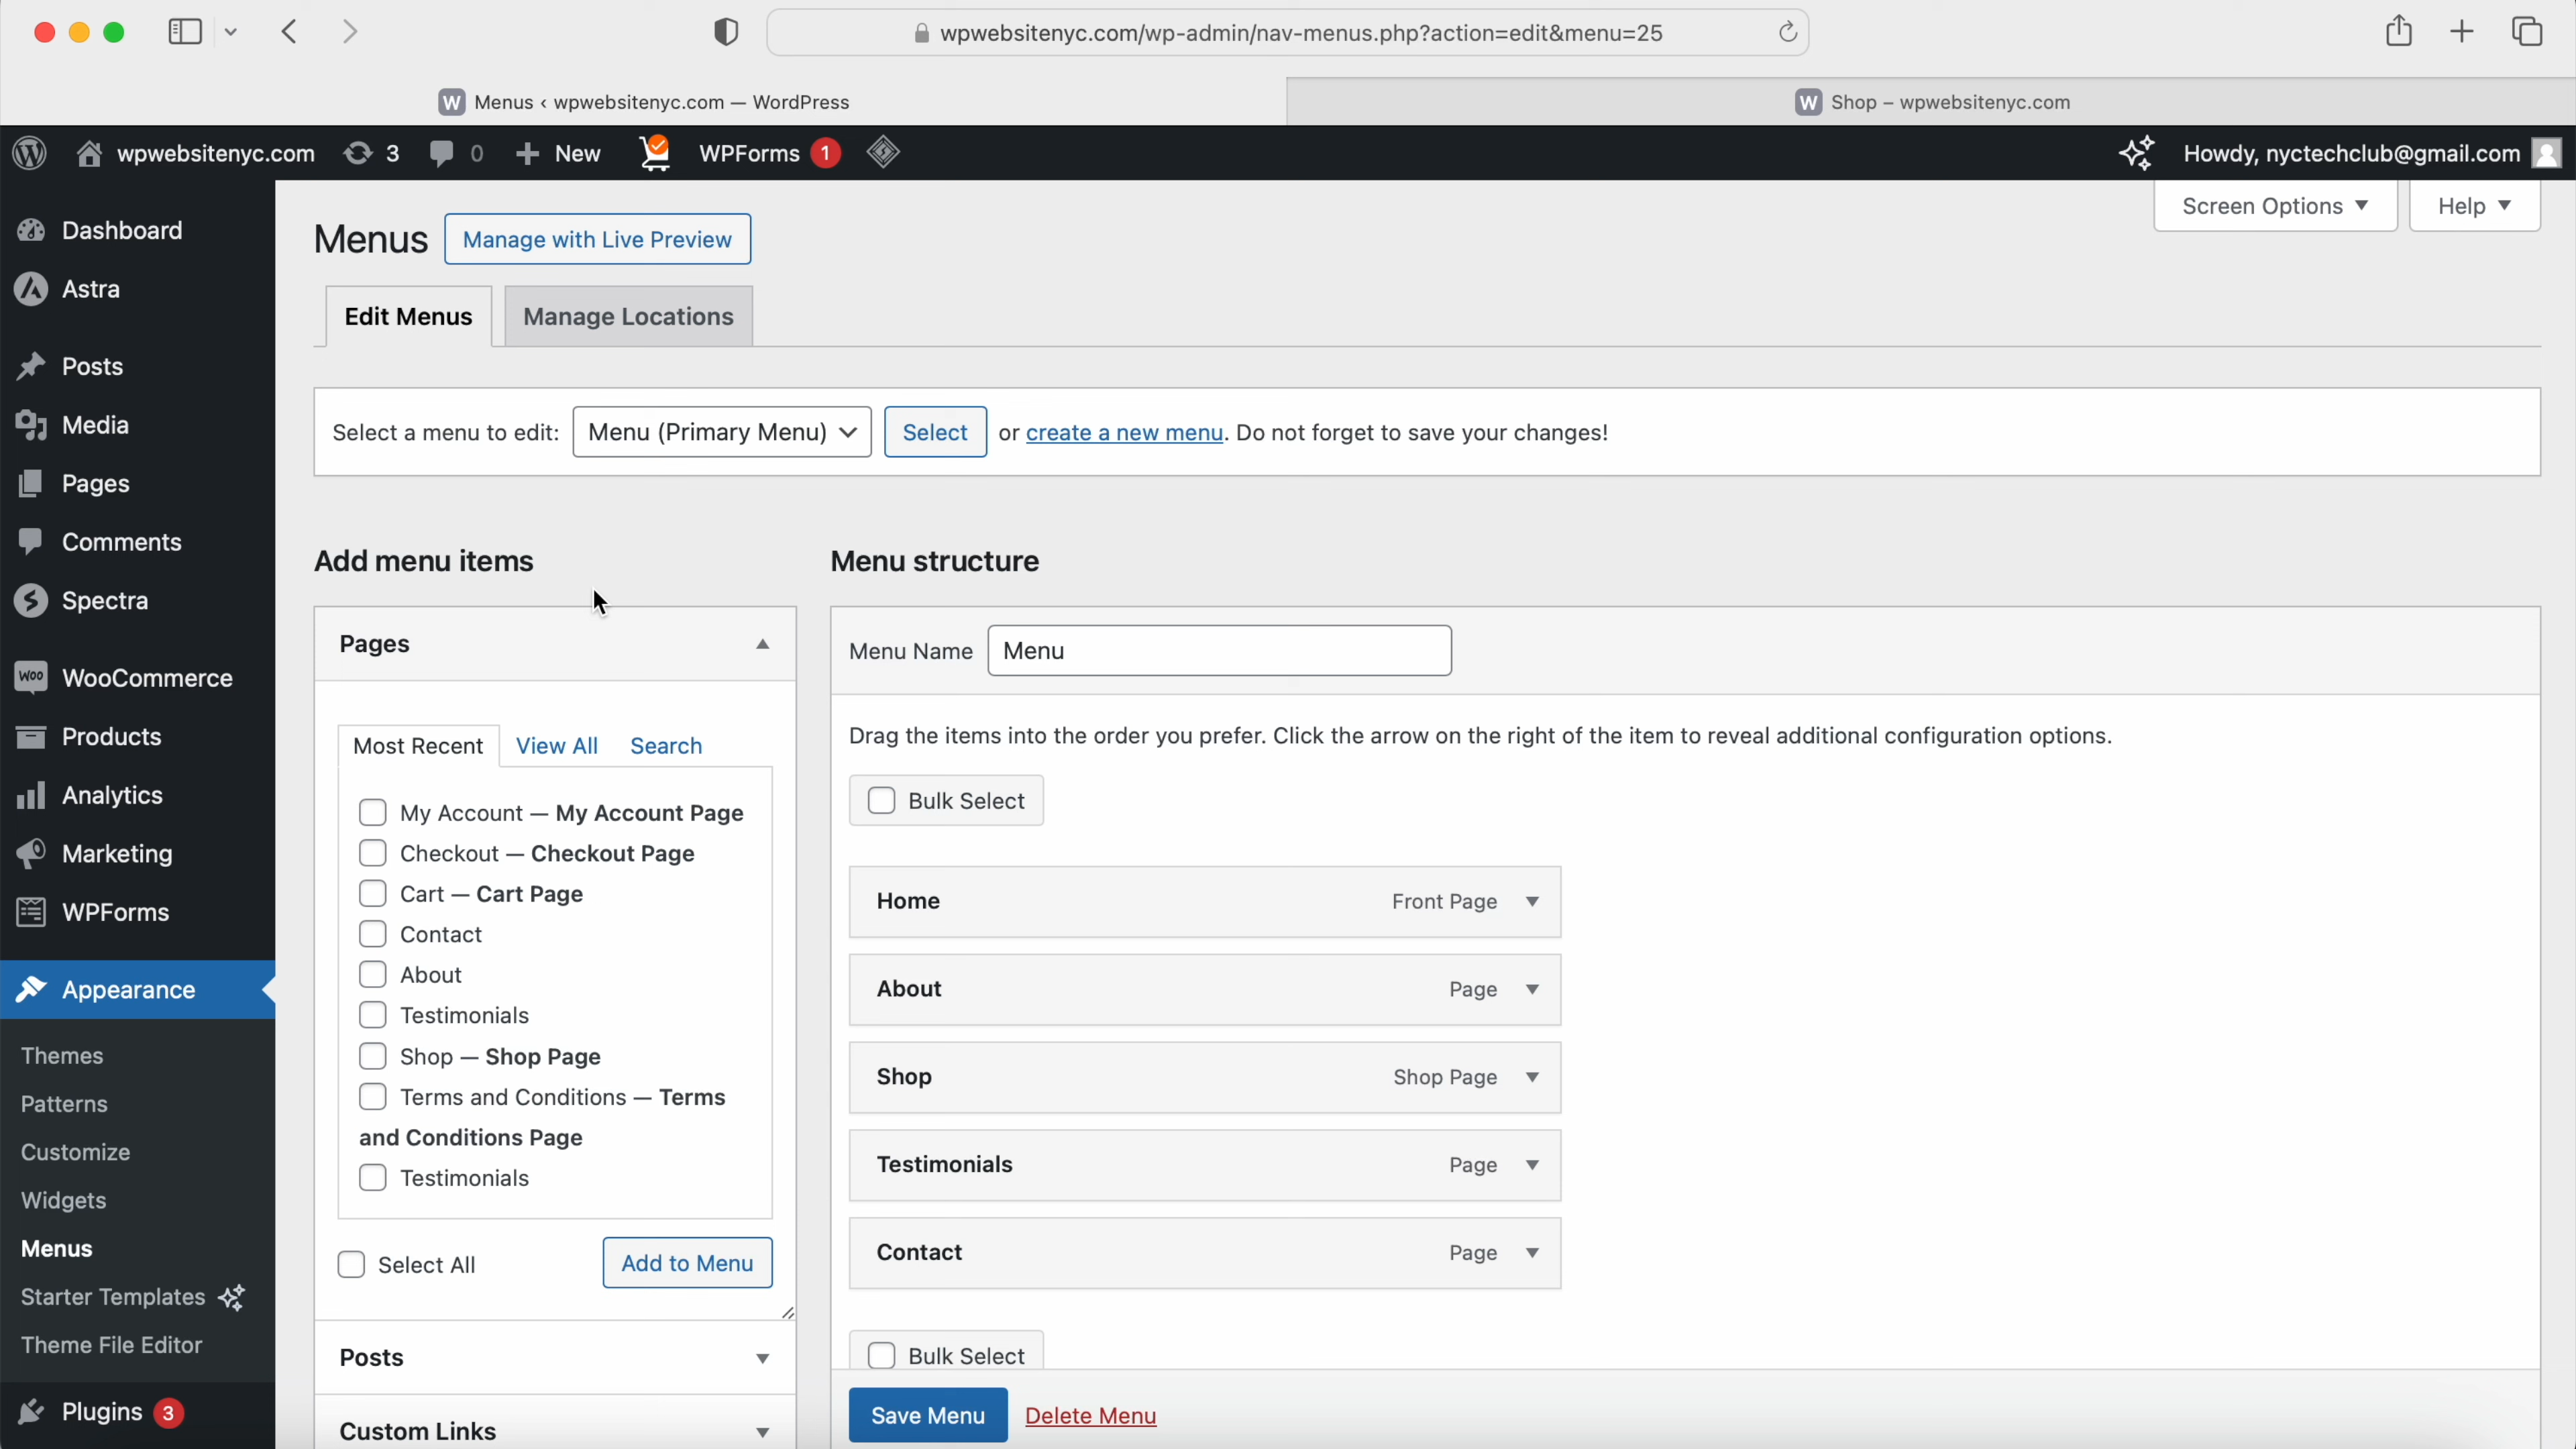 wpwebsitenyc.com/wp-admin/nav-menus.php?action=edit&menu=25
W Menus ‹ wpwebsitenyc.com — WordPress
W Shop – wpwebsitenyc.com
wpwebsitenyc.com 3 0 + New WPForms 1 Howdy, nyctechclub@gmail.com
Screen Options ▼ Help ▼
Dashboard
Astra
Posts
Media
Pages
Comments
Spectra
Woo WooCommerce
Products
Analytics
Marketing
WPForms
Appearance
Themes
Patterns
Customize
Widgets
Menus
Starter Templates
Theme File Editor
Plugins 3
Menus Manage with Live Preview
Edit Menus Manage Locations
Select a menu to edit: Menu (Primary Menu) Select or create a new menu. Do not forget to save your changes!
Add menu items
Pages ▲
Most Recent View All Search
My Account — My Account Page
Checkout — Checkout Page
Cart — Cart Page
Contact
About
Testimonials
Shop — Shop Page
Terms and Conditions — Terms
and Conditions Page
Testimonials
Select All Add to Menu
Posts ▼
Custom Links ▼
Menu structure
Menu Name Menu
Drag the items into the order you prefer. Click the arrow on the right of the item to reveal additional configuration options.
Bulk Select
Home Front Page ▼
About Page ▼
Shop Shop Page ▼
Testimonials Page ▼
Contact Page ▼
Bulk Select
Save Menu Delete Menu